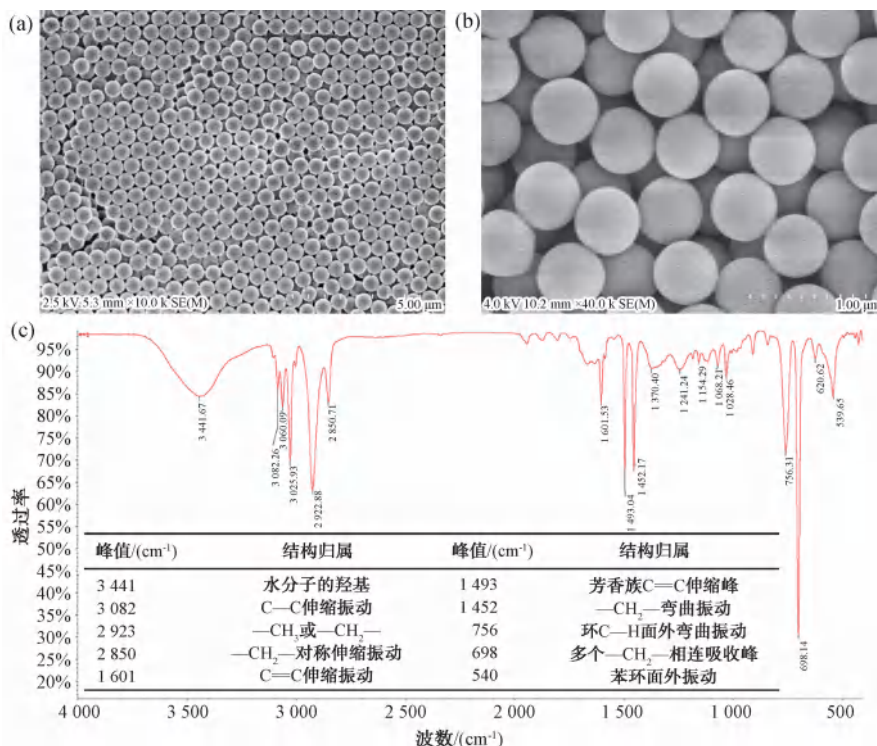 (a)
(b)
2.5 kV 5.3 mm ×10.0 k SE(M)
5.00 μm
4.0 kV 10.2 mm ×40.0 k SE(M)
1.00 μm
(c)
95%
90%
85%
80%
75%
70%
65%
60%
55%
50%
45%
40%
35%
30%
25%
20%
透过率
3 441.67
3 082.26
3 060.09
3 025.93
2 922.88
2 850.71
1 601.53
1 493.04
1 452.17
1 370.40
1 241.24
1 154.29
1 068.21
1 028.46
756.31
698.14
620.62
539.65
峰值/(cm⁻¹) 结构归属 峰值/(cm⁻¹) 结构归属
3 441 水分子的羟基 1 493 芳香族C═C伸缩峰
3 082 C—C伸缩振动 1 452 —CH₂—弯曲振动
2 923 —CH₃或—CH₂— 756 环C—H面外弯曲振动
2 850 —CH₂—对称伸缩振动 698 多个—CH₂—相连吸收峰
1 601 C═C伸缩振动 540 苯环面外振动
4 000 3 500 3 000 2 500 2 000 1 500 1 000 500
波数/(cm⁻¹)